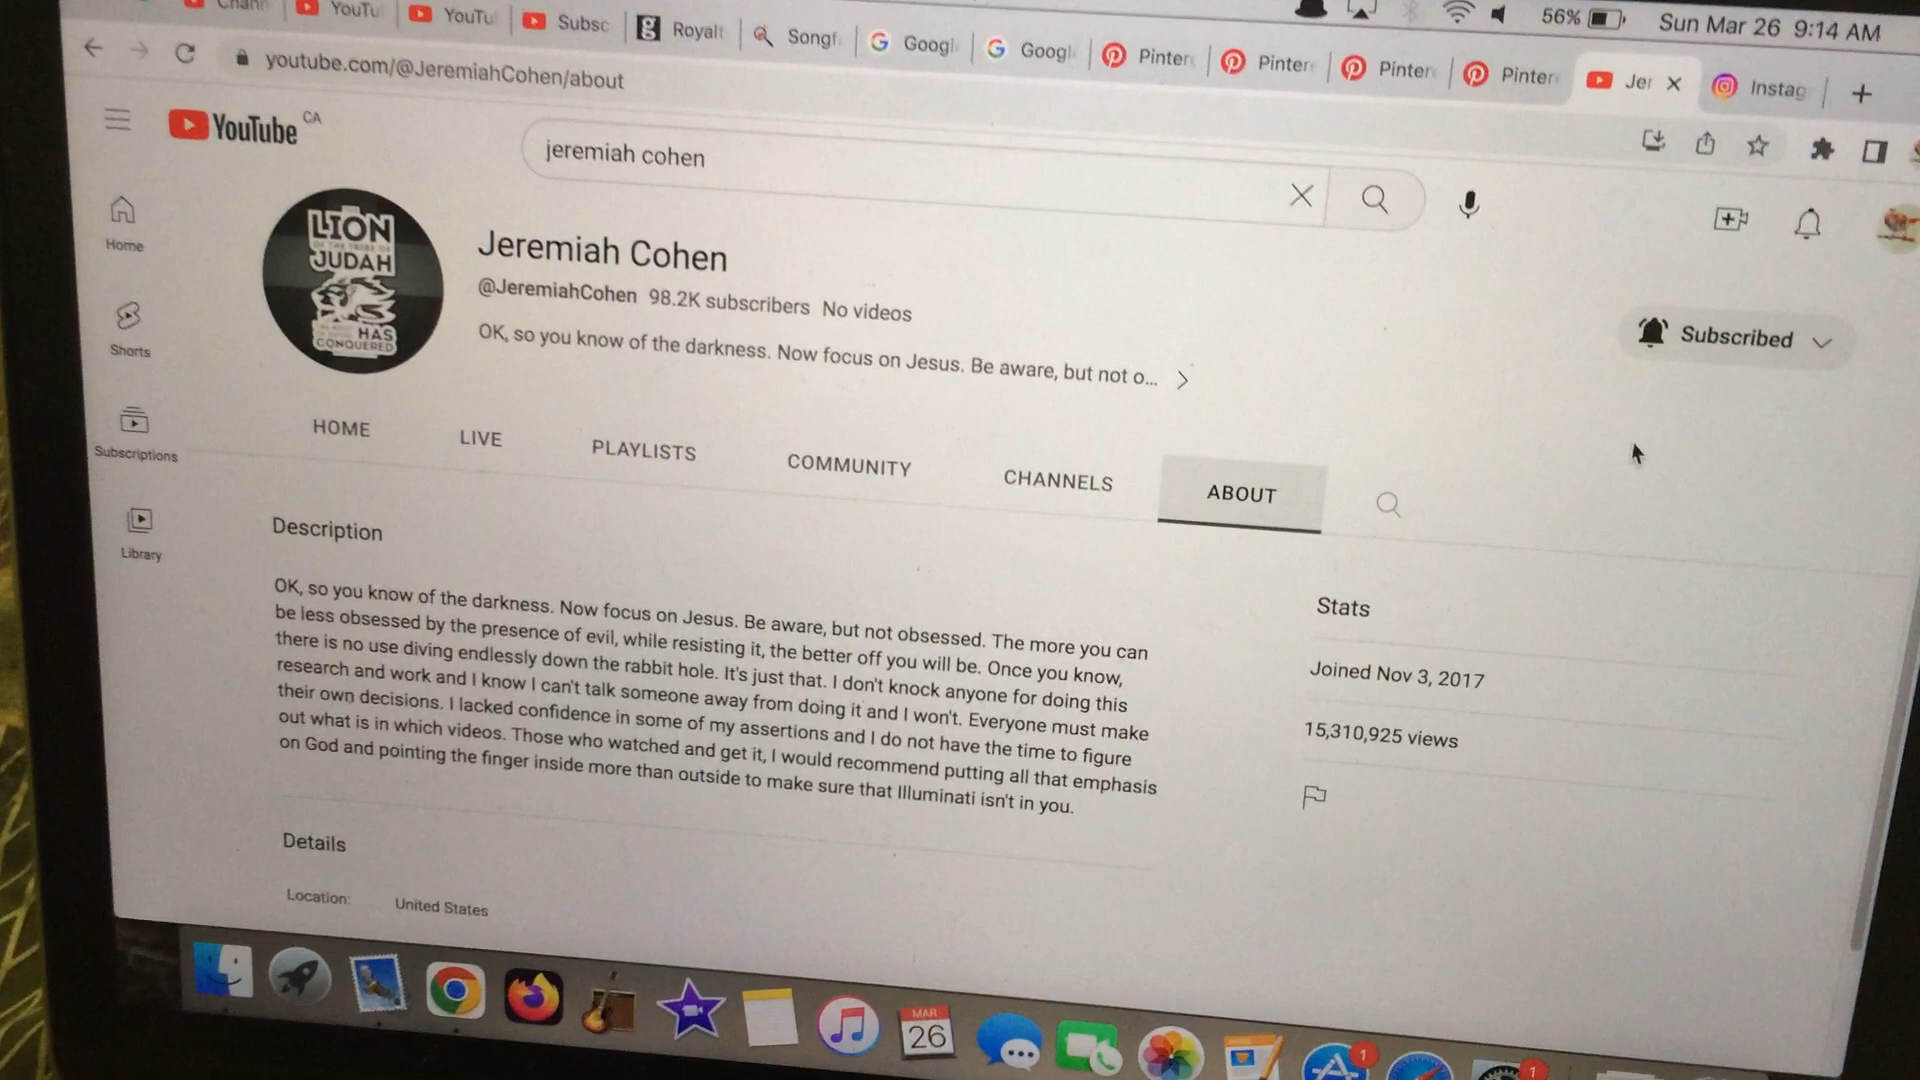 YouTu
YouTu
Subsc
Royalt
Songf
Googl
Googl
Pinter
Pinter
Pinter
Pinter
Jer
Instag
56%
Sun Mar 26 9:14 AM
youtube.com/@JeremiahCohen/about
YouTube CA
jeremiah cohen
Home
Shorts
Subscriptions
Library
LION
OF THE TRIBE OF
JUDAH
HAS
CONQUERED
Jeremiah Cohen
@JeremiahCohen 98.2K subscribers No videos
OK, so you know of the darkness. Now focus on Jesus. Be aware, but not o...
Subscribed
HOME LIVE PLAYLISTS COMMUNITY CHANNELS ABOUT
Description
OK, so you know of the darkness. Now focus on Jesus. Be aware, but not obsessed. The more you can
be less obsessed by the presence of evil, while resisting it, the better off you will be. Once you know,
there is no use diving endlessly down the rabbit hole. It's just that. I don't knock anyone for doing this
research and work and I know I can't talk someone away from doing it and I won't. Everyone must make
their own decisions. I lacked confidence in some of my assertions and I do not have the time to figure
out what is in which videos. Those who watched and get it, I would recommend putting all that emphasis
on God and pointing the finger inside more than outside to make sure that Illuminati isn't in you.
Stats
Joined Nov 3, 2017
15,310,925 views
Details
Location: United States
MAR
26
1
1